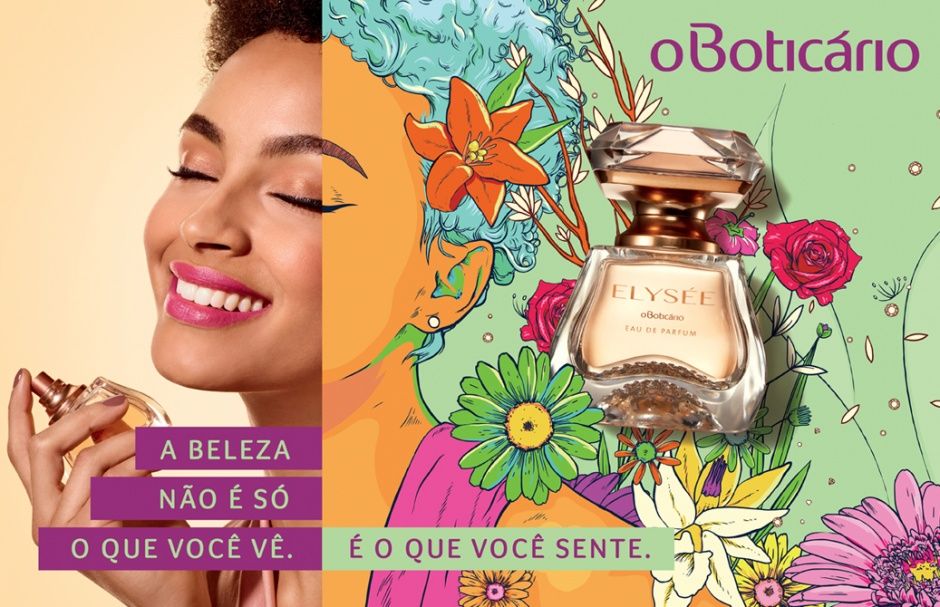 oBoticário
ELYSÉE
oBoticário
EAU DE PARFUM
A BELEZA
NÃO É SÓ
O QUE VOCÊ VÊ. É O QUE VOCÊ SENTE.